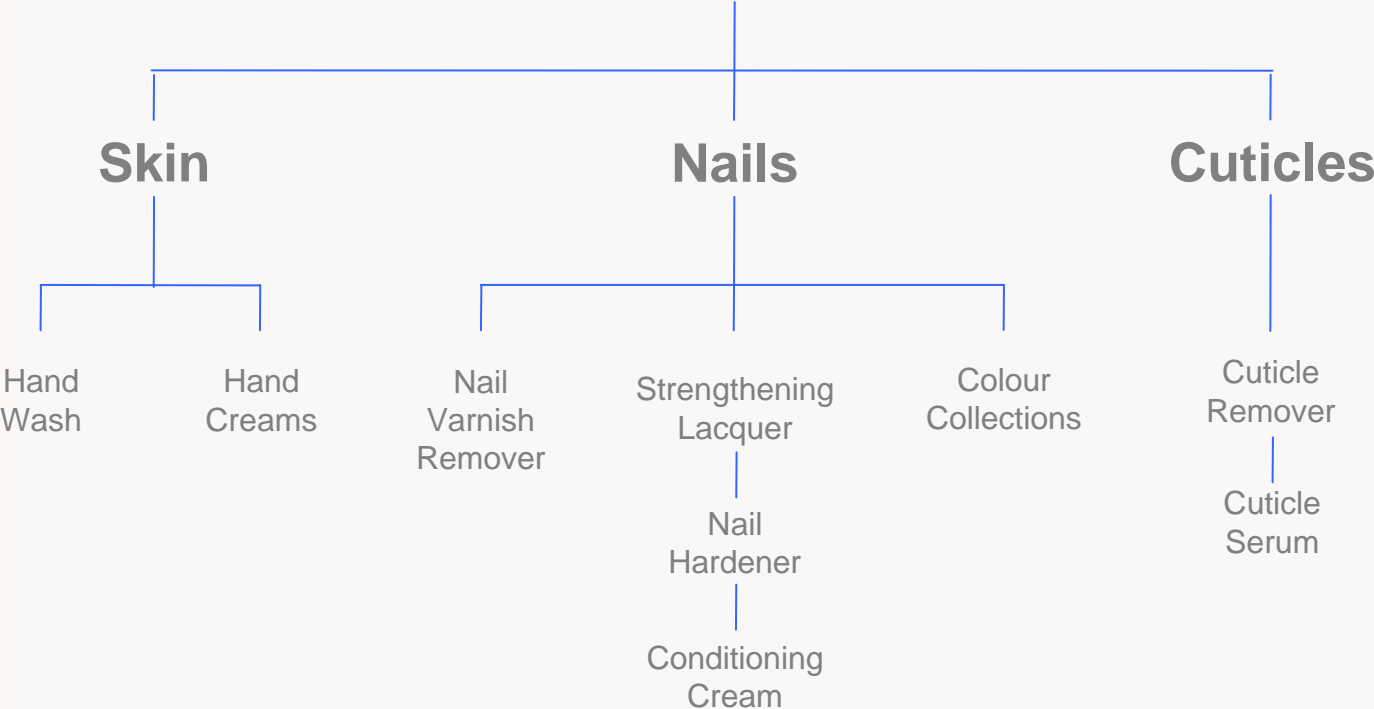 Skin
Nails
Cuticles
Hand
Wash
Hand
Creams
Nail
Varnish
Remover
Strengthening
Lacquer
Nail
Hardener
Conditioning
Cream
Colour
Collections
Cuticle
Remover
Cuticle
Serum